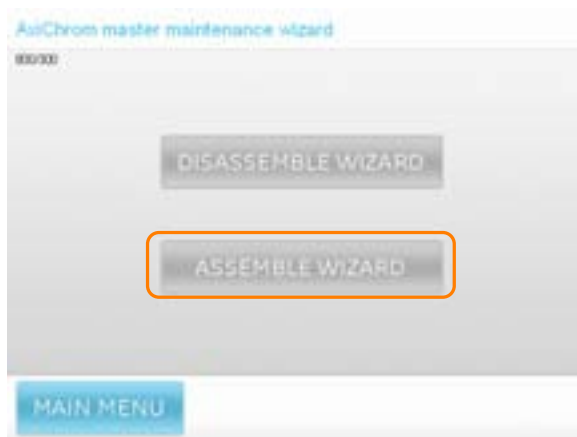 AxiChrom master maintenance wizard
DISASSEMBLE WIZARD
ASSEMBLE WIZARD
MAIN MENU